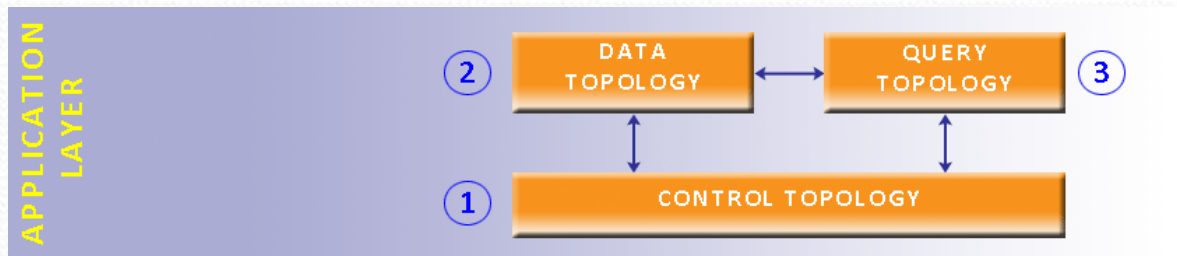 APPLICATION
LAYER
2
DATA
TOPOLOGY
QUERY
TOPOLOGY
3
1
CONTROL TOPOLOGY